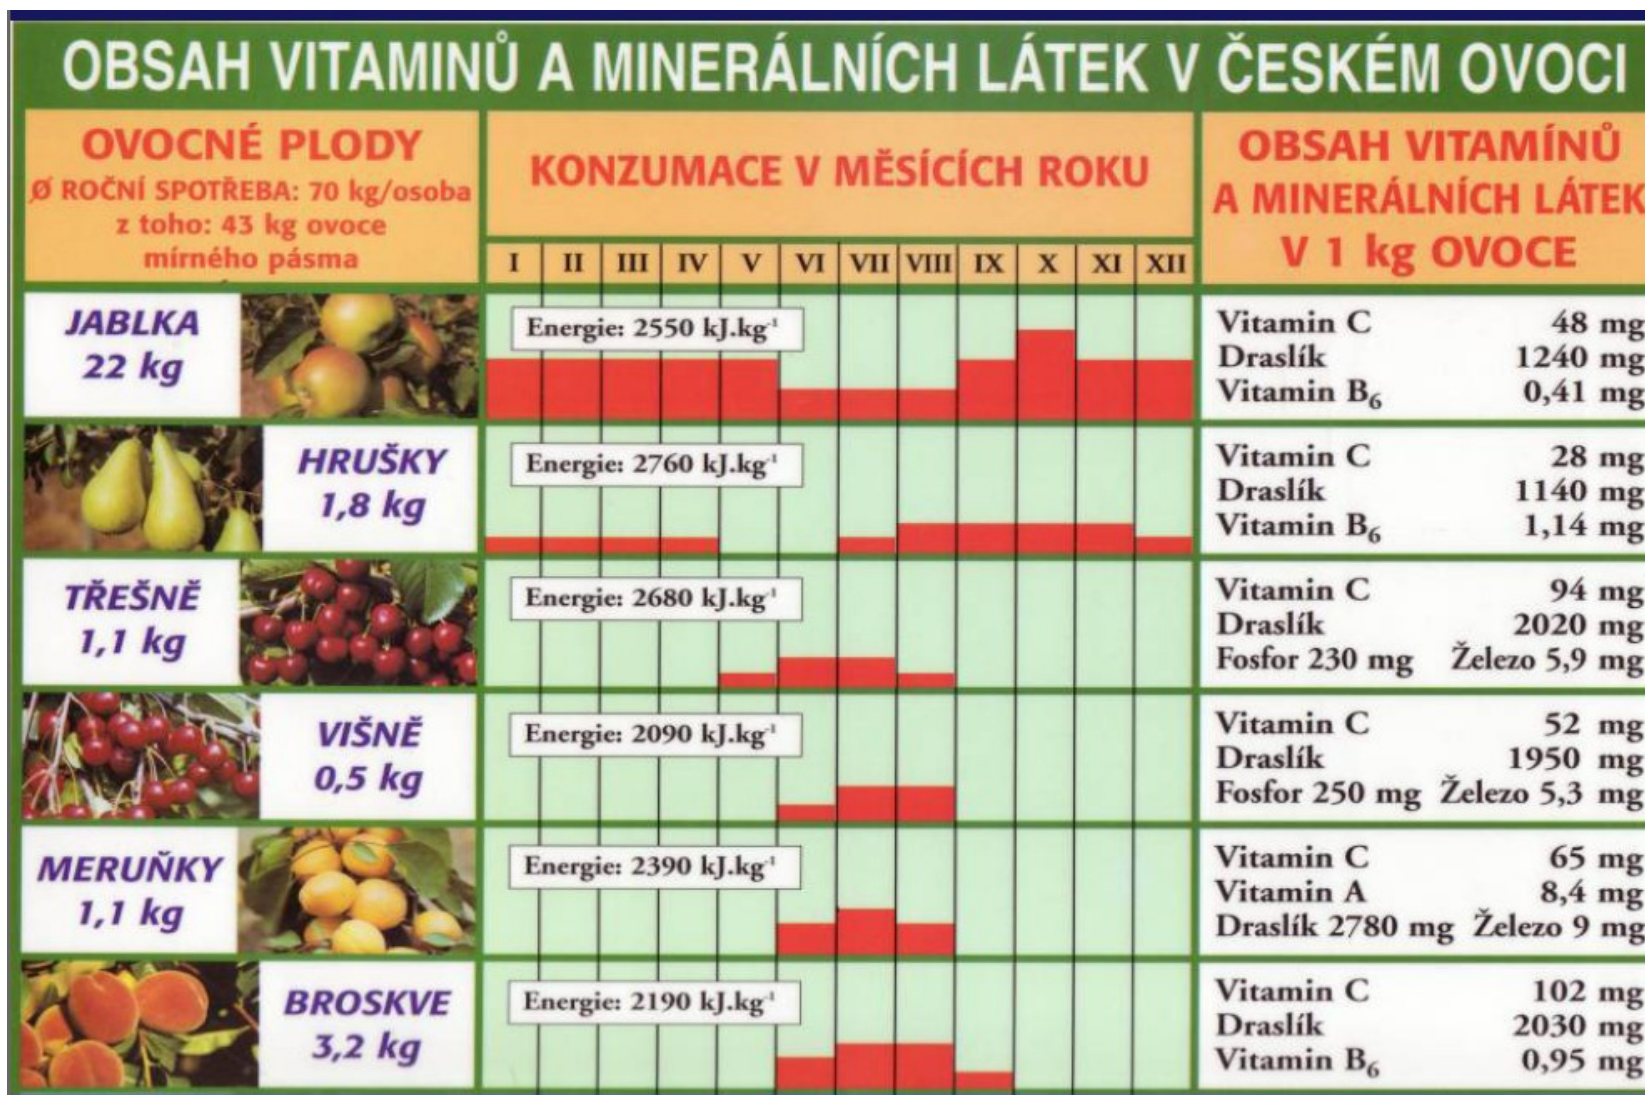 OBSAH VITAMINŮ A MINERÁLNÍCH LÁTEK V ČESKÉM OVOCI
OVOCNÉ PLODY
Ø ROČNÍ SPOTŘEBA: 70 kg/osoba
z toho: 43 kg ovoce
mírného pásma
KONZUMACE V MĚSÍCÍCH ROKU
I II III IV V VI VII VIII IX X XI XII
OBSAH VITAMÍNŮ
A MINERÁLNÍCH LÁTEK
V 1 kg OVOCE
JABLKA
22 kg
Energie: 2550 kJ.kg⁻¹
Vitamin C 48 mg
Draslík 1240 mg
Vitamin B₆ 0,41 mg
HRUŠKY
1,8 kg
Energie: 2760 kJ.kg⁻¹
Vitamin C 28 mg
Draslík 1140 mg
Vitamin B₆ 1,14 mg
TŘEŠNĚ
1,1 kg
Energie: 2680 kJ.kg⁻¹
Vitamin C 94 mg
Draslík 2020 mg
Fosfor 230 mg Železo 5,9 mg
VIŠNĚ
0,5 kg
Energie: 2090 kJ.kg⁻¹
Vitamin C 52 mg
Draslík 1950 mg
Fosfor 250 mg Železo 5,3 mg
MERUŇKY
1,1 kg
Energie: 2390 kJ.kg⁻¹
Vitamin C 65 mg
Vitamin A 8,4 mg
Draslík 2780 mg Železo 9 mg
BROSKVE
3,2 kg
Energie: 2190 kJ.kg⁻¹
Vitamin C 102 mg
Draslík 2030 mg
Vitamin B₆ 0,95 mg